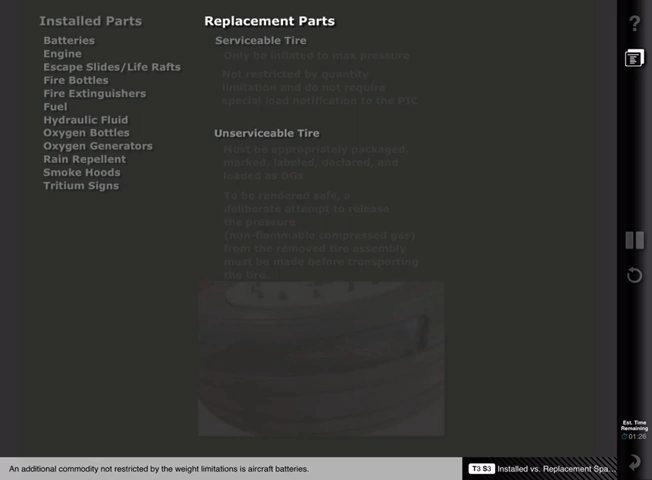 Installed Parts
Batteries
Engine
Escape Slides/Life Rafts
Fire Bottles
Fire Extinguishers
Fuel
Hydraulic Fluid
Oxygen Bottles
Oxygen Generators
Rain Repellent
Smoke Hoods
Tritium Signs
Replacement Parts
Serviceable Tire
Only be inflated to max pressure
Not restricted by quantity
limitation and do not require
special load notification to the PIC
Unserviceable Tire
Must be appropriately packaged,
marked, labeled, declared, and
loaded as DGs
To be rendered safe, a
deliberate attempt to release
the pressure
(non-flammable compressed gas)
from the removed tire assembly
must be made before transporting
the tire.
?
Est. Time
Remaining
01:26
An additional commodity not restricted by the weight limitations is aircraft batteries.
T3 S3 Installed vs. Replacement Spa...